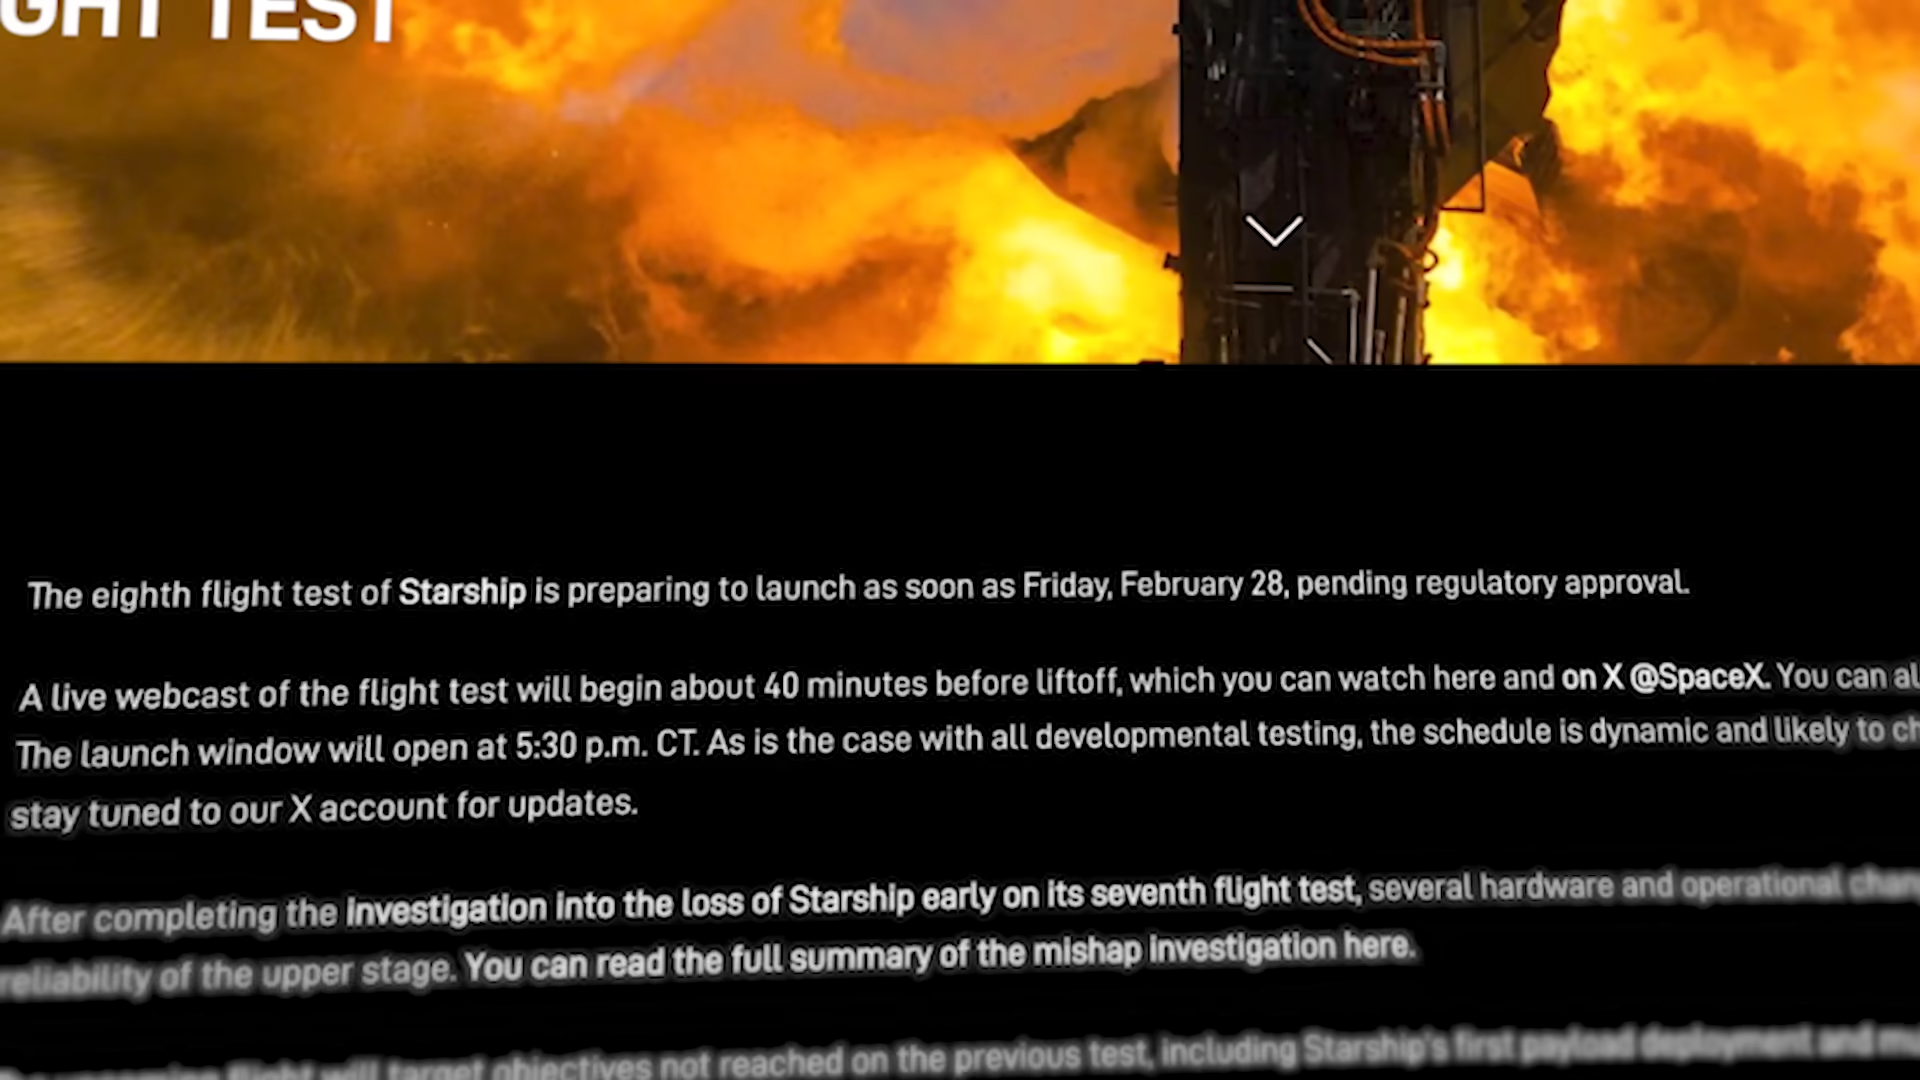 GHT TEST
The eighth flight test of Starship is preparing to launch as soon as Friday, February 28, pending regulatory approval.
A live webcast of the flight test will begin about 40 minutes before liftoff, which you can watch here and on X @SpaceX. You can al
The launch window will open at 5:30 p.m. CT. As is the case with all developmental testing, the schedule is dynamic and likely to ch
stay tuned to our X account for updates.
After completing the investigation into the loss of Starship early on its seventh flight test, several hardware and operational chan
reliability of the upper stage. You can read the full summary of the mishap investigation here.
flight will target objectives not reached on the previous test, including Starship's first payload deployment and mu